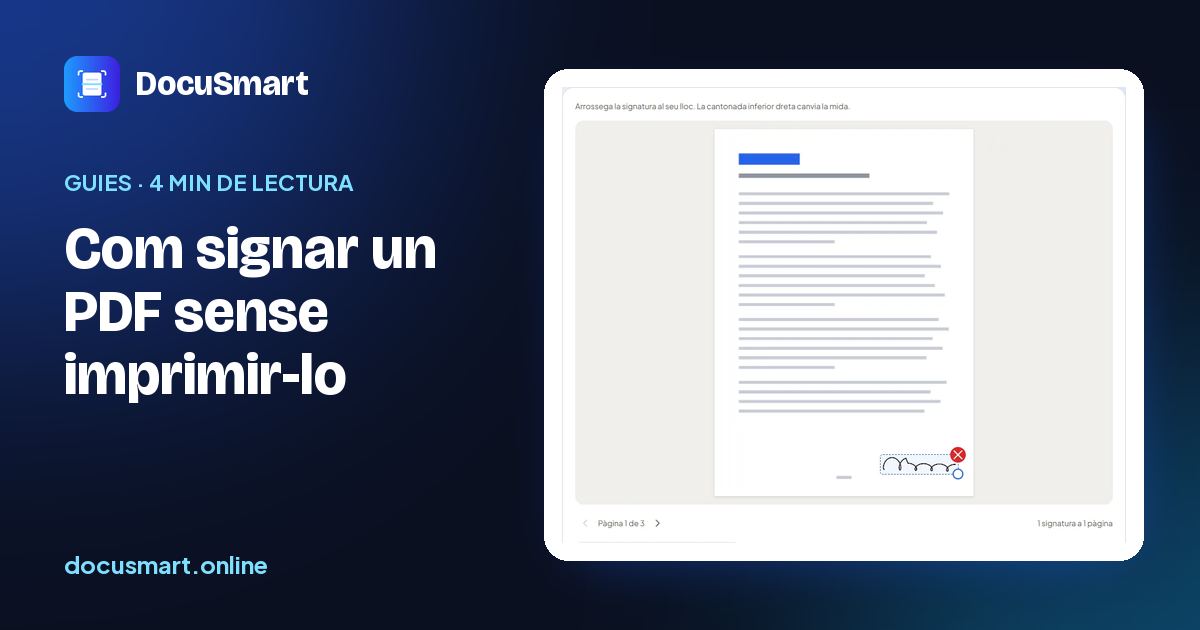 DocuSmart
GUIES · 4 MIN DE LECTURA
Com signar un
PDF sense
imprimir-lo
docusmart.online
Arrossega la signatura al seu lloc. La cantonada inferior dreta canvia la mida.
Pàgina 1 de 3
1 signatura a 1 pàgina